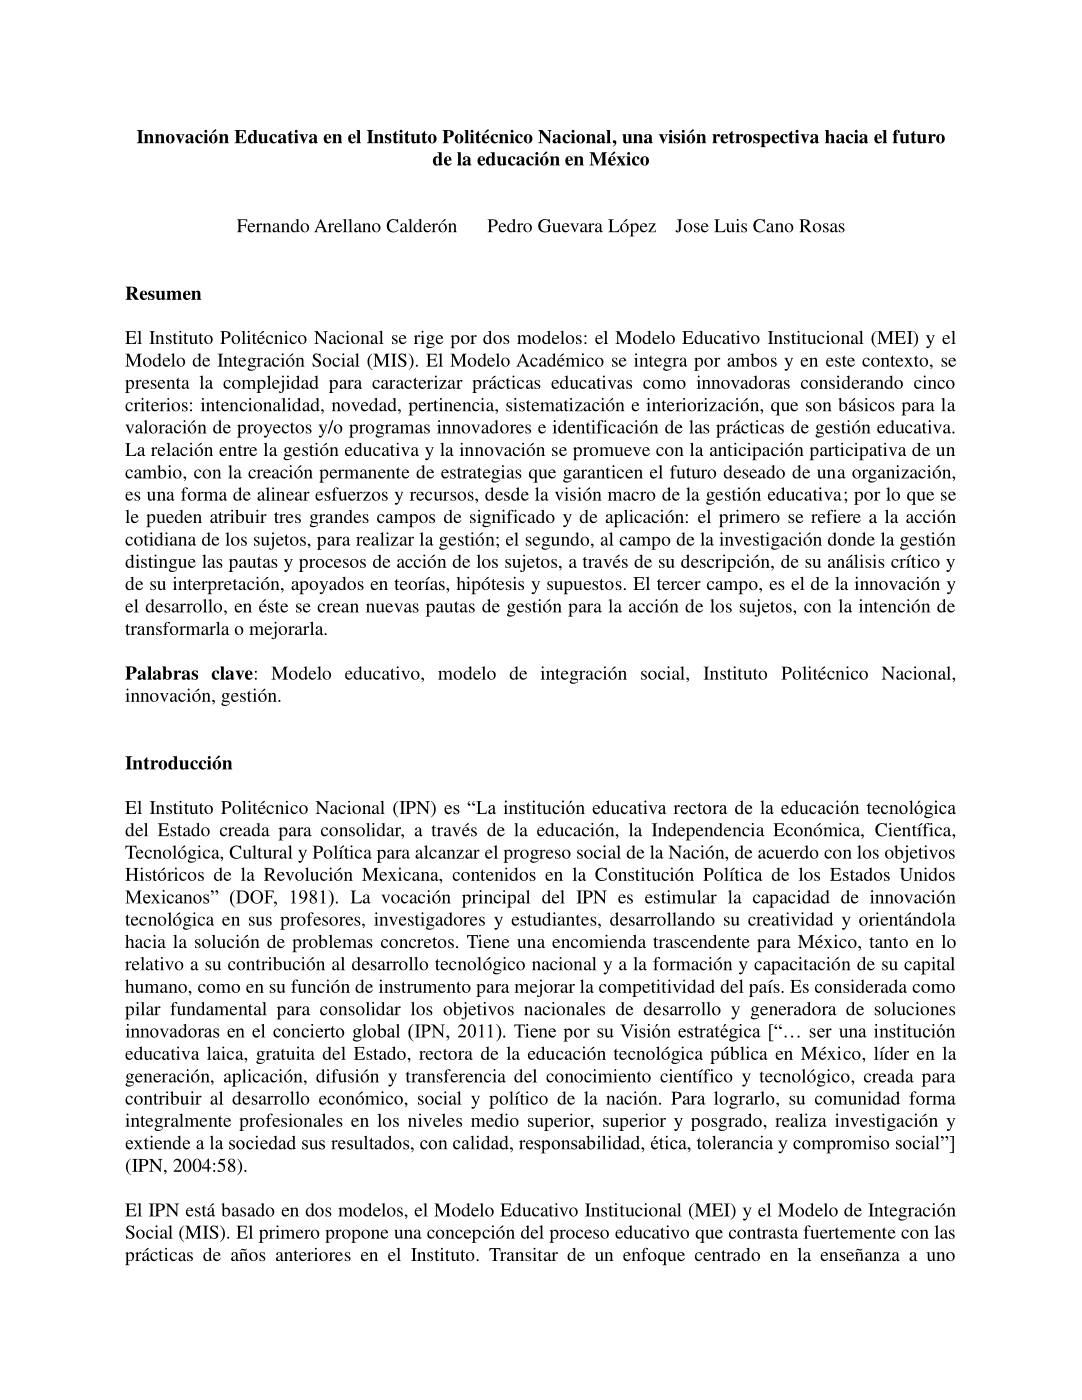 Innovación Educativa en el Instituto Politécnico Nacional, una visión retrospectiva hacia el futuro
de la educación en México
Fernando Arellano Calderón Pedro Guevara López Jose Luis Cano Rosas
Resumen
El Instituto Politécnico Nacional se rige por dos modelos: el Modelo Educativo Institucional (MEI) y el
Modelo de Integración Social (MIS). El Modelo Académico se integra por ambos y en este contexto, se
presenta la complejidad para caracterizar prácticas educativas como innovadoras considerando cinco
criterios: intencionalidad, novedad, pertinencia, sistematización e interiorización, que son básicos para la
valoración de proyectos y/o programas innovadores e identificación de las prácticas de gestión educativa.
La relación entre la gestión educativa y la innovación se promueve con la anticipación participativa de un
cambio, con la creación permanente de estrategias que garanticen el futuro deseado de una organización,
es una forma de alinear esfuerzos y recursos, desde la visión macro de la gestión educativa; por lo que se
le pueden atribuir tres grandes campos de significado y de aplicación: el primero se refiere a la acción
cotidiana de los sujetos, para realizar la gestión; el segundo, al campo de la investigación donde la gestión
distingue las pautas y procesos de acción de los sujetos, a través de su descripción, de su análisis crítico y
de su interpretación, apoyados en teorías, hipótesis y supuestos. El tercer campo, es el de la innovación y
el desarrollo, en éste se crean nuevas pautas de gestión para la acción de los sujetos, con la intención de
transformarla o mejorarla.
Palabras clave: Modelo educativo, modelo de integración social, Instituto Politécnico Nacional,
innovación, gestión.
Introducción
El Instituto Politécnico Nacional (IPN) es “La institución educativa rectora de la educación tecnológica
del Estado creada para consolidar, a través de la educación, la Independencia Económica, Científica,
Tecnológica, Cultural y Política para alcanzar el progreso social de la Nación, de acuerdo con los objetivos
Históricos de la Revolución Mexicana, contenidos en la Constitución Política de los Estados Unidos
Mexicanos” (DOF, 1981). La vocación principal del IPN es estimular la capacidad de innovación
tecnológica en sus profesores, investigadores y estudiantes, desarrollando su creatividad y orientándola
hacia la solución de problemas concretos. Tiene una encomienda trascendente para México, tanto en lo
relativo a su contribución al desarrollo tecnológico nacional y a la formación y capacitación de su capital
humano, como en su función de instrumento para mejorar la competitividad del país. Es considerada como
pilar fundamental para consolidar los objetivos nacionales de desarrollo y generadora de soluciones
innovadoras en el concierto global (IPN, 2011). Tiene por su Visión estratégica [“… ser una institución
educativa laica, gratuita del Estado, rectora de la educación tecnológica pública en México, líder en la
generación, aplicación, difusión y transferencia del conocimiento científico y tecnológico, creada para
contribuir al desarrollo económico, social y político de la nación. Para lograrlo, su comunidad forma
integralmente profesionales en los niveles medio superior, superior y posgrado, realiza investigación y
extiende a la sociedad sus resultados, con calidad, responsabilidad, ética, tolerancia y compromiso social”]
(IPN, 2004:58).
El IPN está basado en dos modelos, el Modelo Educativo Institucional (MEI) y el Modelo de Integración
Social (MIS). El primero propone una concepción del proceso educativo que contrasta fuertemente con las
prácticas de años anteriores en el Instituto. Transitar de un enfoque centrado en la enseñanza a uno